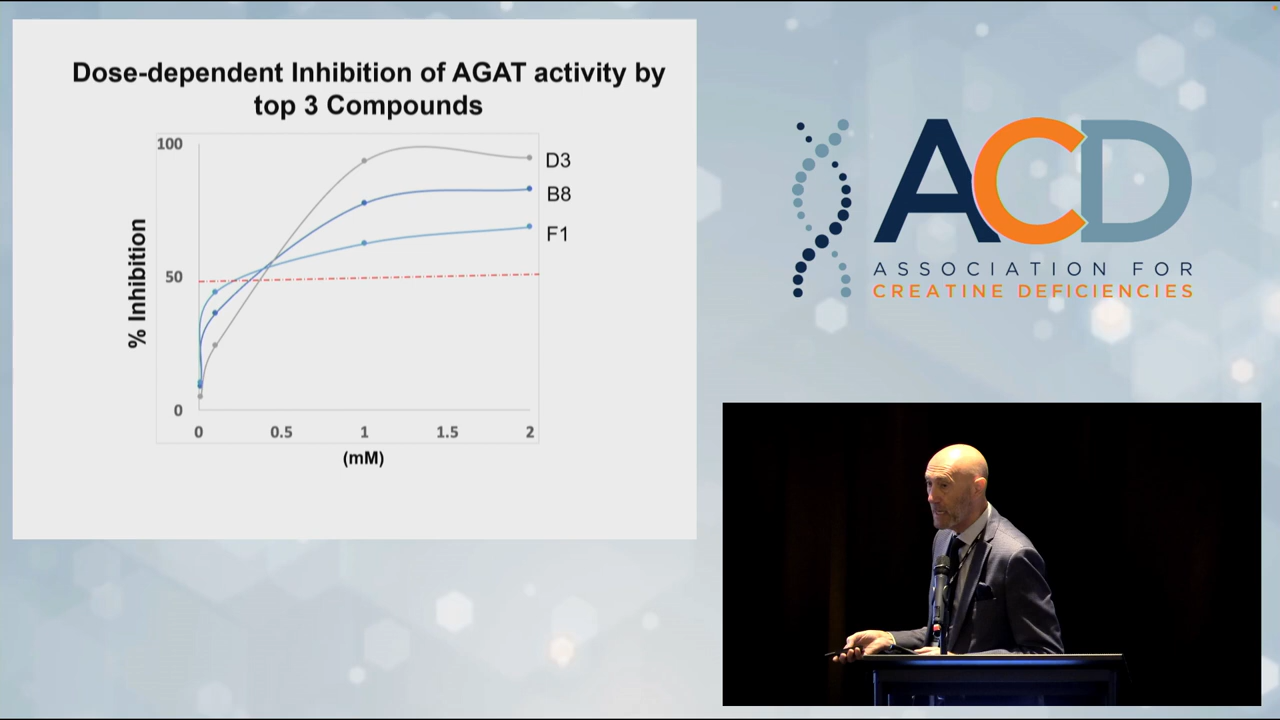 Dose-dependent Inhibition of AGAT activity by
top 3 Compounds
100
50
0
% Inhibition
0 0.5 1 1.5 2
(mM)
D3
B8
F1
ACD
ASSOCIATION FOR
CREATINE DEFICIENCIES